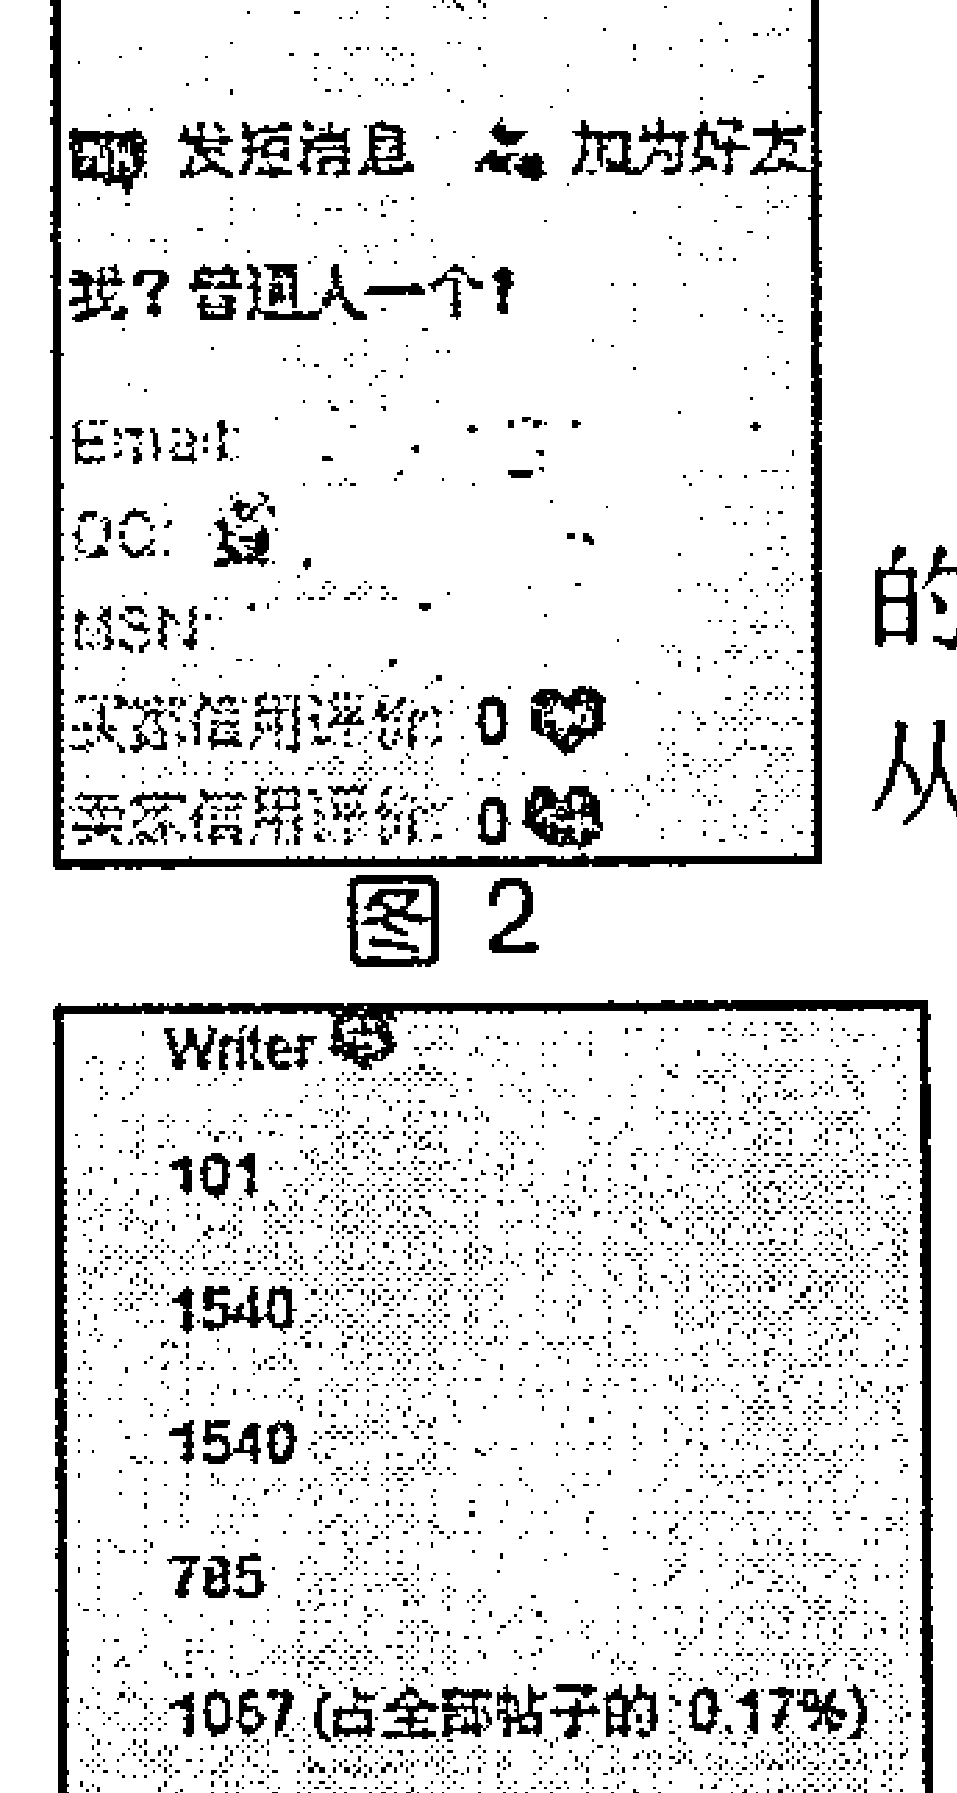 发短消息 加为好友
我？普通人一个！
Email:
QQ:
MSN:
买家信用评价: 0
卖家信用评价: 0
的
从
图 2
Writer
101
1540
1540
785
1067 (占全部帖子的 0.17%)